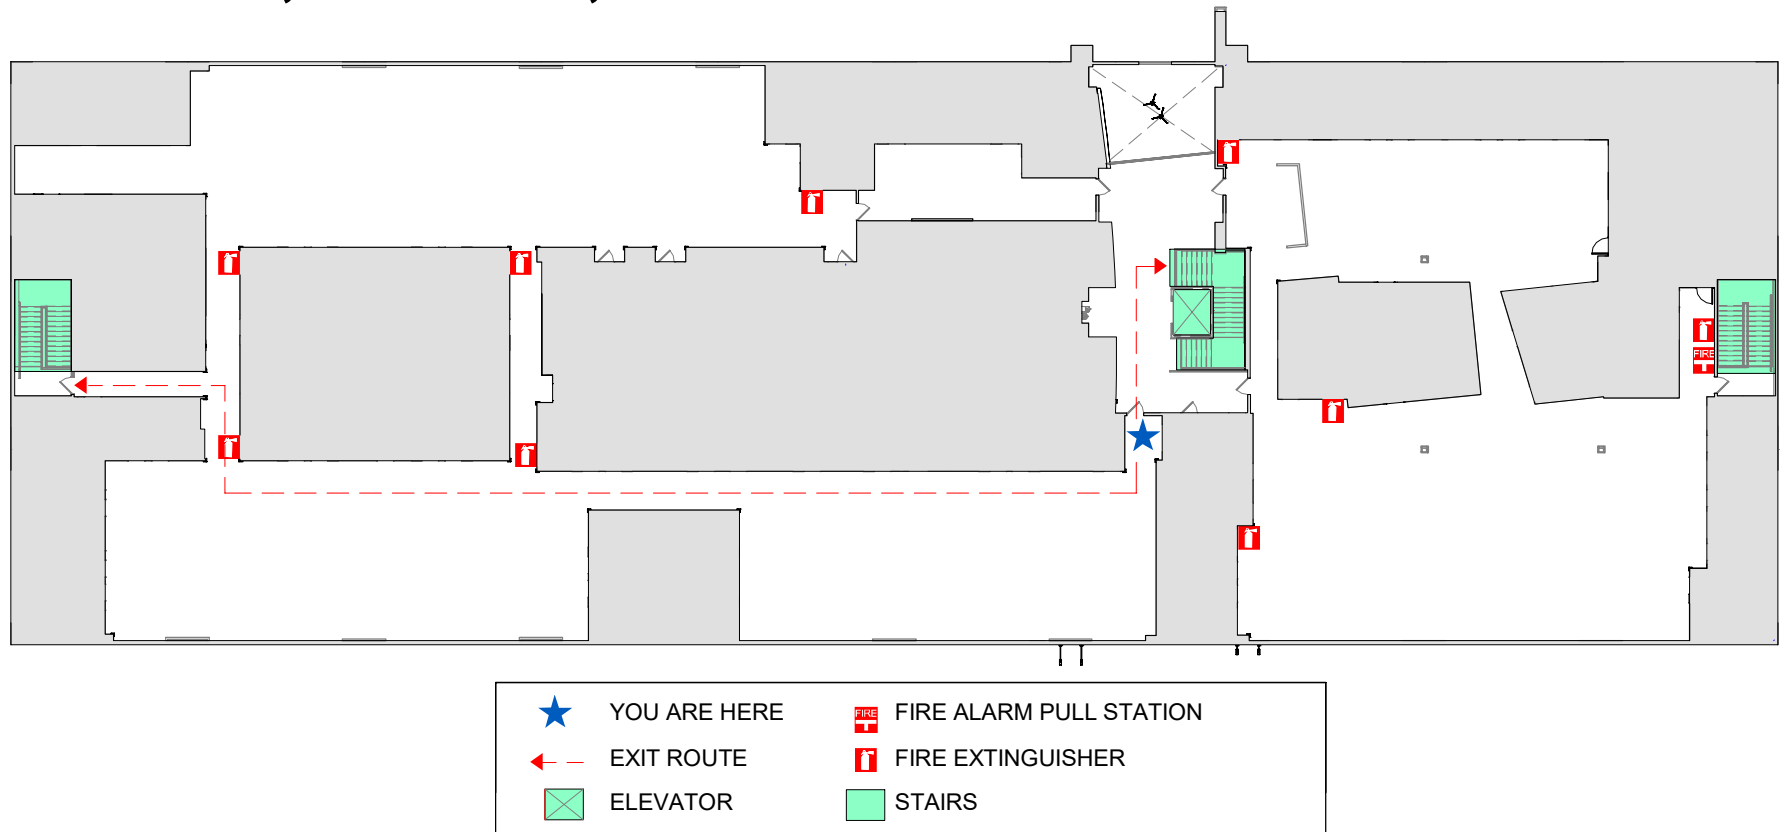 FIRE
YOU ARE HERE
FIRE
FIRE ALARM PULL STATION
EXIT ROUTE
FIRE EXTINGUISHER
ELEVATOR
STAIRS